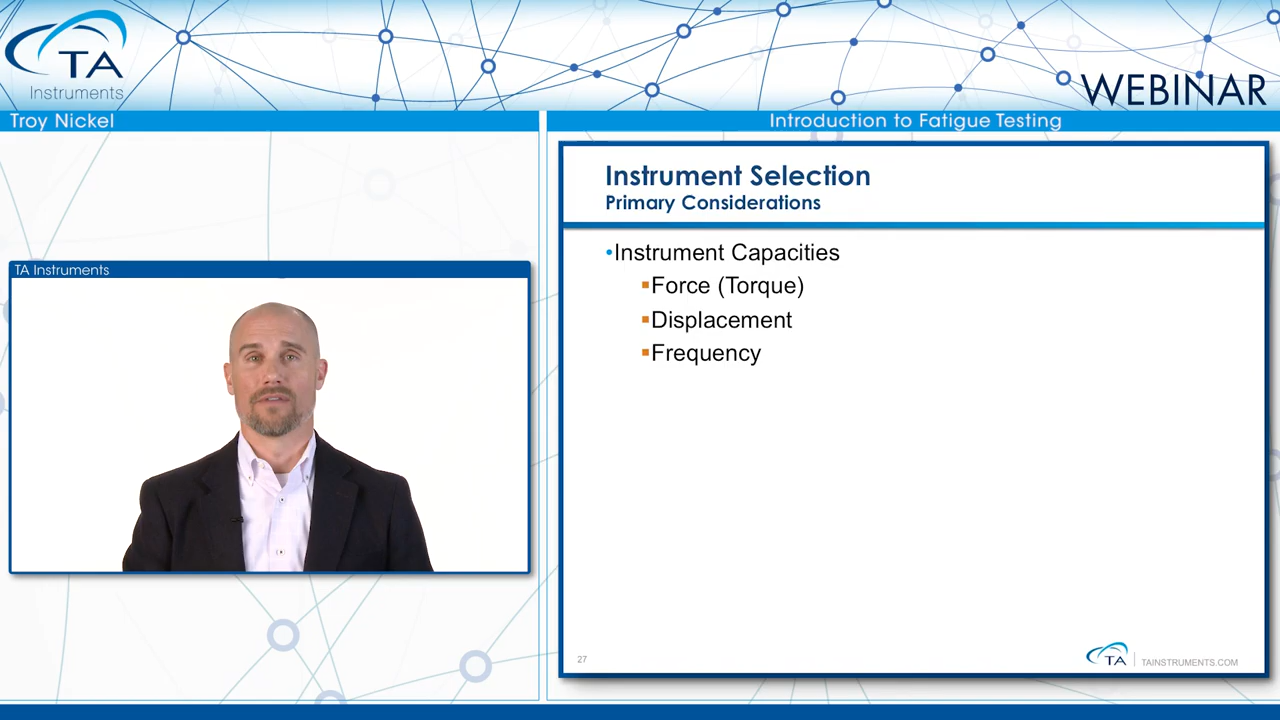 TA
Instruments
WEBINAR
Troy Nickel
Introduction to Fatigue Testing
TA Instruments
Instrument Selection
Primary Considerations
•Instrument Capacities
▪Force (Torque)
▪Displacement
▪Frequency
27
TA | TAINSTRUMENTS.COM